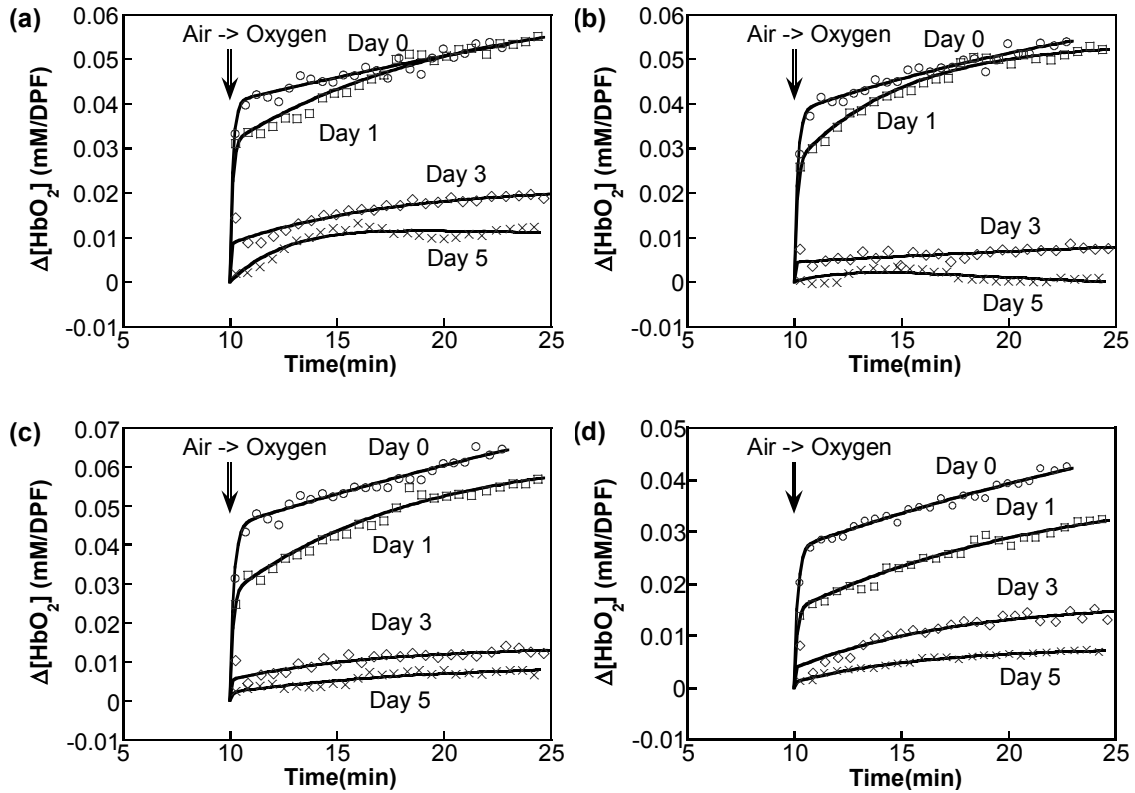 (a)
Δ[HbO₂] (mM/DPF)
0.06
0.05
0.04
0.03
0.02
0.01
0
-0.01
Air -> Oxygen
Day 0
Day 1
Day 3
Day 5
5 10 15 20 25
Time(min)
(b)
Δ[HbO₂] (mM/DPF)
0.06
0.05
0.04
0.03
0.02
0.01
0
-0.01
Air -> Oxygen
Day 0
Day 1
Day 3
Day 5
5 10 15 20 25
Time(min)
(c)
Δ[HbO₂] (mM/DPF)
0.07
0.06
0.05
0.04
0.03
0.02
0.01
0
-0.01
Air -> Oxygen
Day 0
Day 1
Day 3
Day 5
5 10 15 20 25
Time(min)
(d)
Δ[HbO₂] (mM/DPF)
0.05
0.04
0.03
0.02
0.01
0
-0.01
Air -> Oxygen
Day 0
Day 1
Day 3
Day 5
5 10 15 20 25
Time(min)